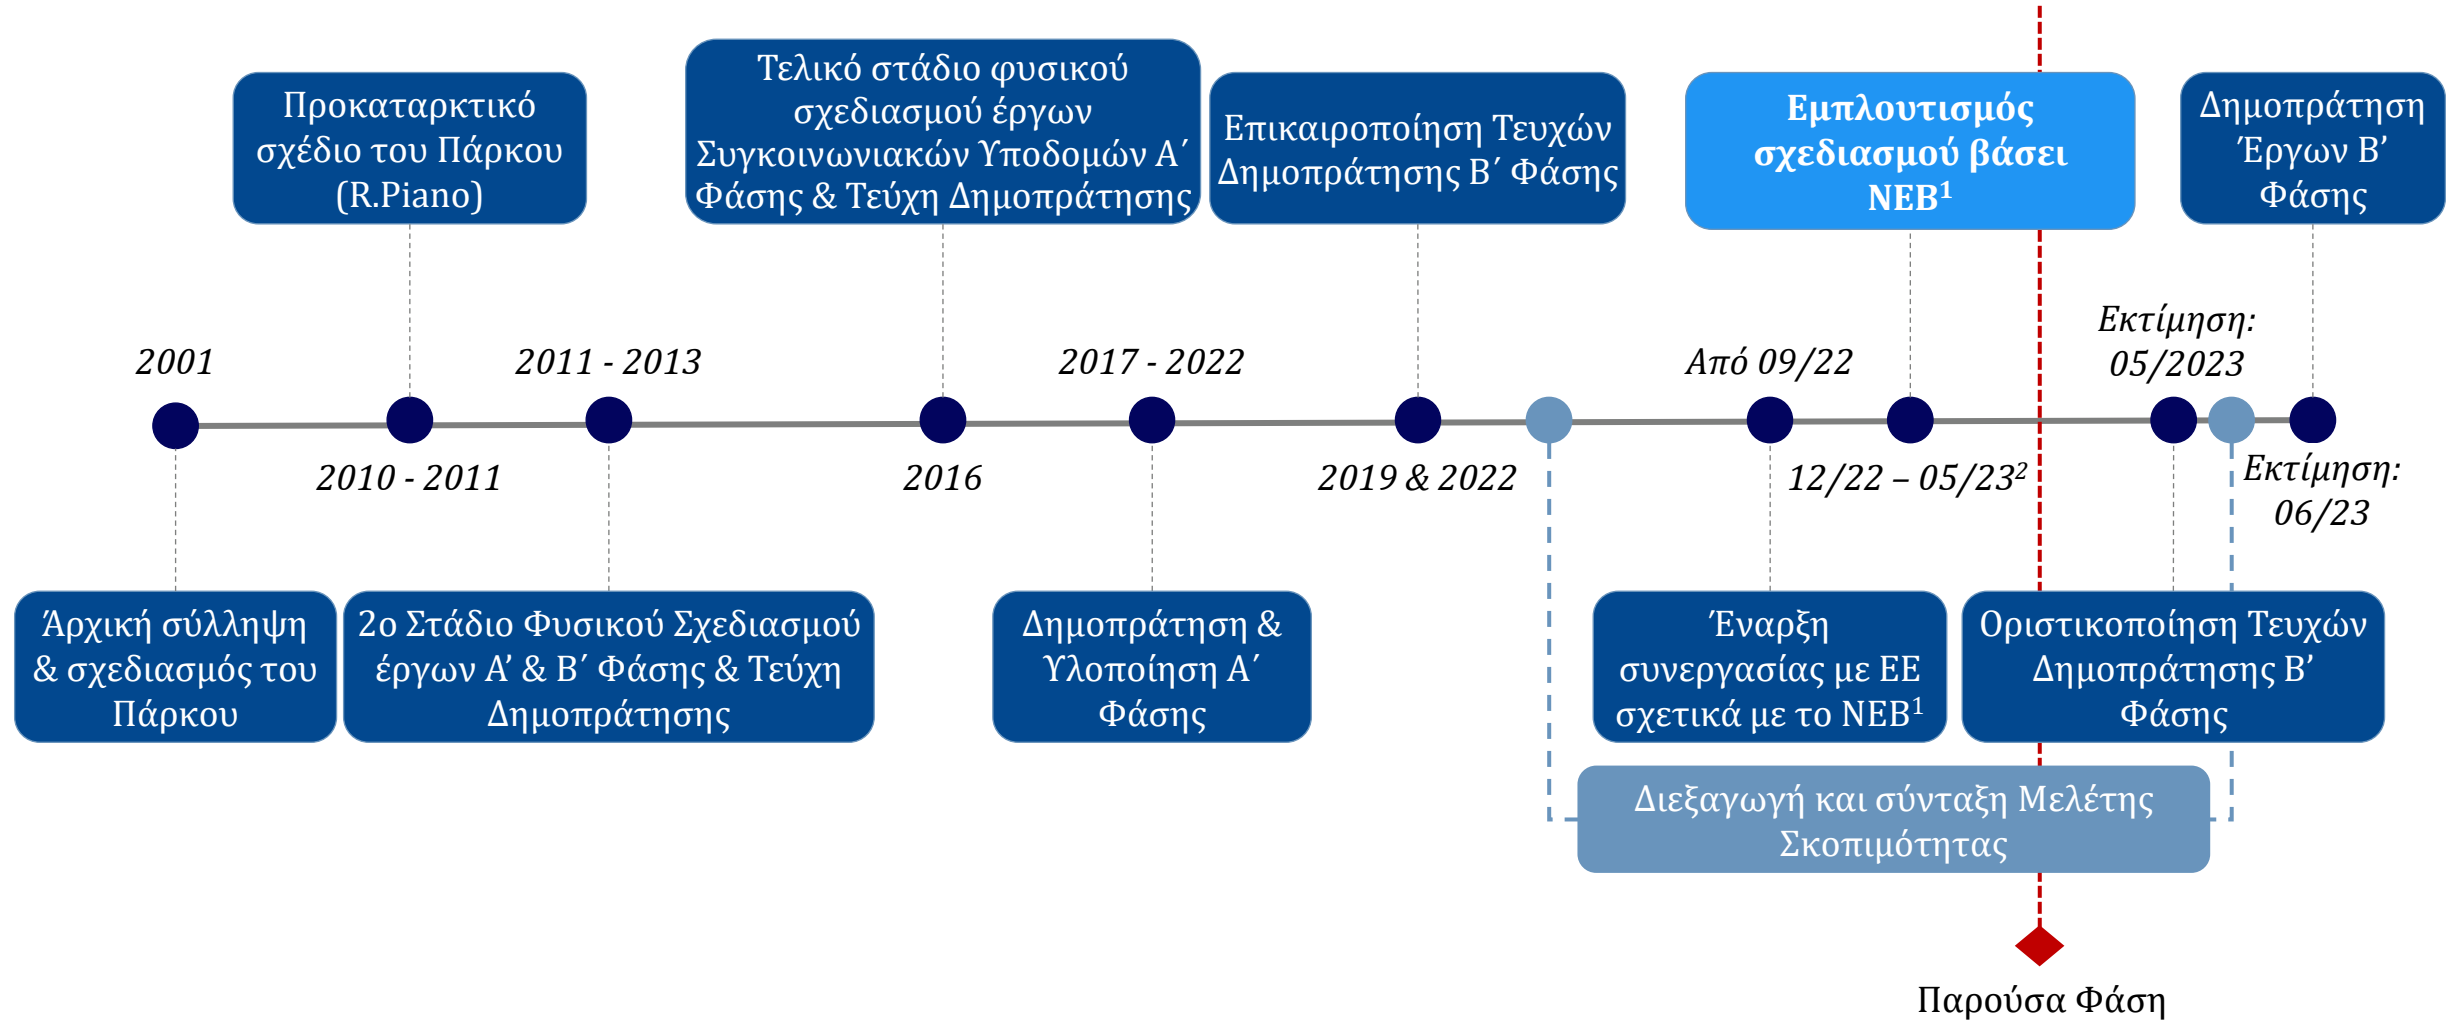 Προκαταρκτικό
σχέδιο του Πάρκου
(R.Piano)
Τελικό στάδιο φυσικού
σχεδιασμού έργων
Συγκοινωνιακών Υποδομών Α΄
Φάσης & Τεύχη Δημοπράτησης
Επικαιροποίηση Τευχών
Δημοπράτησης Β΄ Φάσης
Εμπλουτισμός
σχεδιασμού βάσει
NEB¹
Δημοπράτηση
Έργων Β’
Φάσης
2001
2010 - 2011
2011 - 2013
2016
2017 - 2022
2019 & 2022
Από 09/22
12/22 – 05/23²
Εκτίμηση:
05/2023
Εκτίμηση:
06/23
Άρχική σύλληψη
& σχεδιασμός του
Πάρκου
2ο Στάδιο Φυσικού Σχεδιασμού
έργων Α’ & Β΄ Φάσης & Τεύχη
Δημοπράτησης
Δημοπράτηση &
Υλοποίηση Α΄
Φάσης
Έναρξη
συνεργασίας με ΕΕ
σχετικά με το NEB¹
Οριστικοποίηση Τευχών
Δημοπράτησης Β’
Φάσης
Διεξαγωγή και σύνταξη Μελέτης
Σκοπιμότητας
Παρούσα Φάση